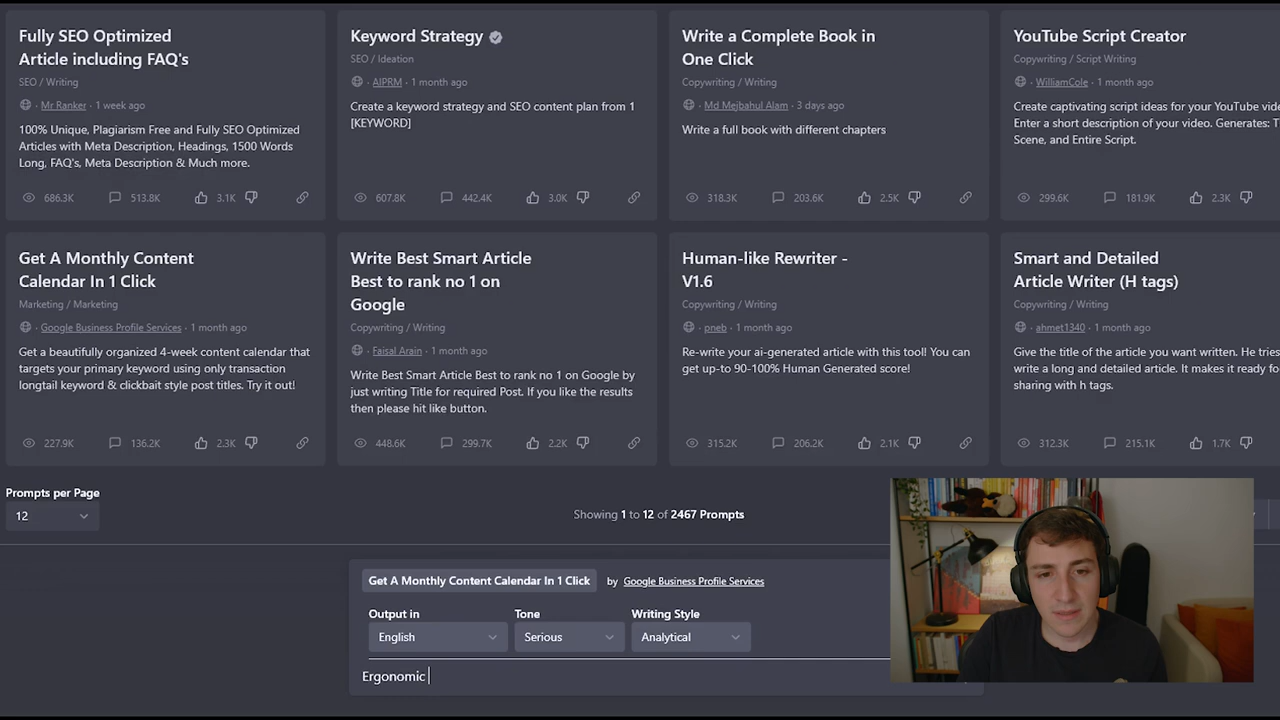 Fully SEO Optimized
Article including FAQ's
SEO / Writing
· Mr Ranker · 1 week ago
100% Unique, Plagiarism Free and Fully SEO Optimized
Articles with Meta Description, Headings, 1500 Words
Long, FAQ's, Meta Description & Much more.
686.3K 513.8K 3.1K
Keyword Strategy
SEO / Ideation
· AIPRM · 1 month ago
Create a keyword strategy and SEO content plan from 1
[KEYWORD]
607.8K 442.4K 3.0K
Write a Complete Book in
One Click
Copywriting / Writing
· Md Mejbahul Alam · 3 days ago
Write a full book with different chapters
318.3K 203.6K 2.5K
YouTube Script Creator
Copywriting / Script Writing
· WilliamCole · 1 month ago
Create captivating script ideas for your YouTube vide
Enter a short description of your video. Generates: T
Scene, and Entire Script.
299.6K 181.9K 2.3K
Get A Monthly Content
Calendar In 1 Click
Marketing / Marketing
· Google Business Profile Services · 1 month ago
Get a beautifully organized 4-week content calendar that
targets your primary keyword using only transaction
longtail keyword & clickbait style post titles. Try it out!
227.9K 136.2K 2.3K
Write Best Smart Article
Best to rank no 1 on
Google
Copywriting / Writing
· Faisal Arain · 1 month ago
Write Best Smart Article Best to rank no 1 on Google by
just writing Title for required Post. If you like the results
then please hit like button.
448.6K 299.7K 2.2K
Human-like Rewriter -
V1.6
Copywriting / Writing
· pneb · 1 month ago
Re-write your ai-generated article with this tool! You can
get up-to 90-100% Human Generated score!
315.2K 206.2K 2.1K
Smart and Detailed
Article Writer (H tags)
Copywriting / Writing
· ahmet1340 · 1 month ago
Give the title of the article you want written. He tries
write a long and detailed article. It makes it ready fo
sharing with h tags.
312.3K 215.1K 1.7K
Prompts per Page
12
Showing 1 to 12 of 2467 Prompts
Get A Monthly Content Calendar In 1 Click by Google Business Profile Services
Output in Tone Writing Style
English Serious Analytical
Ergonomic